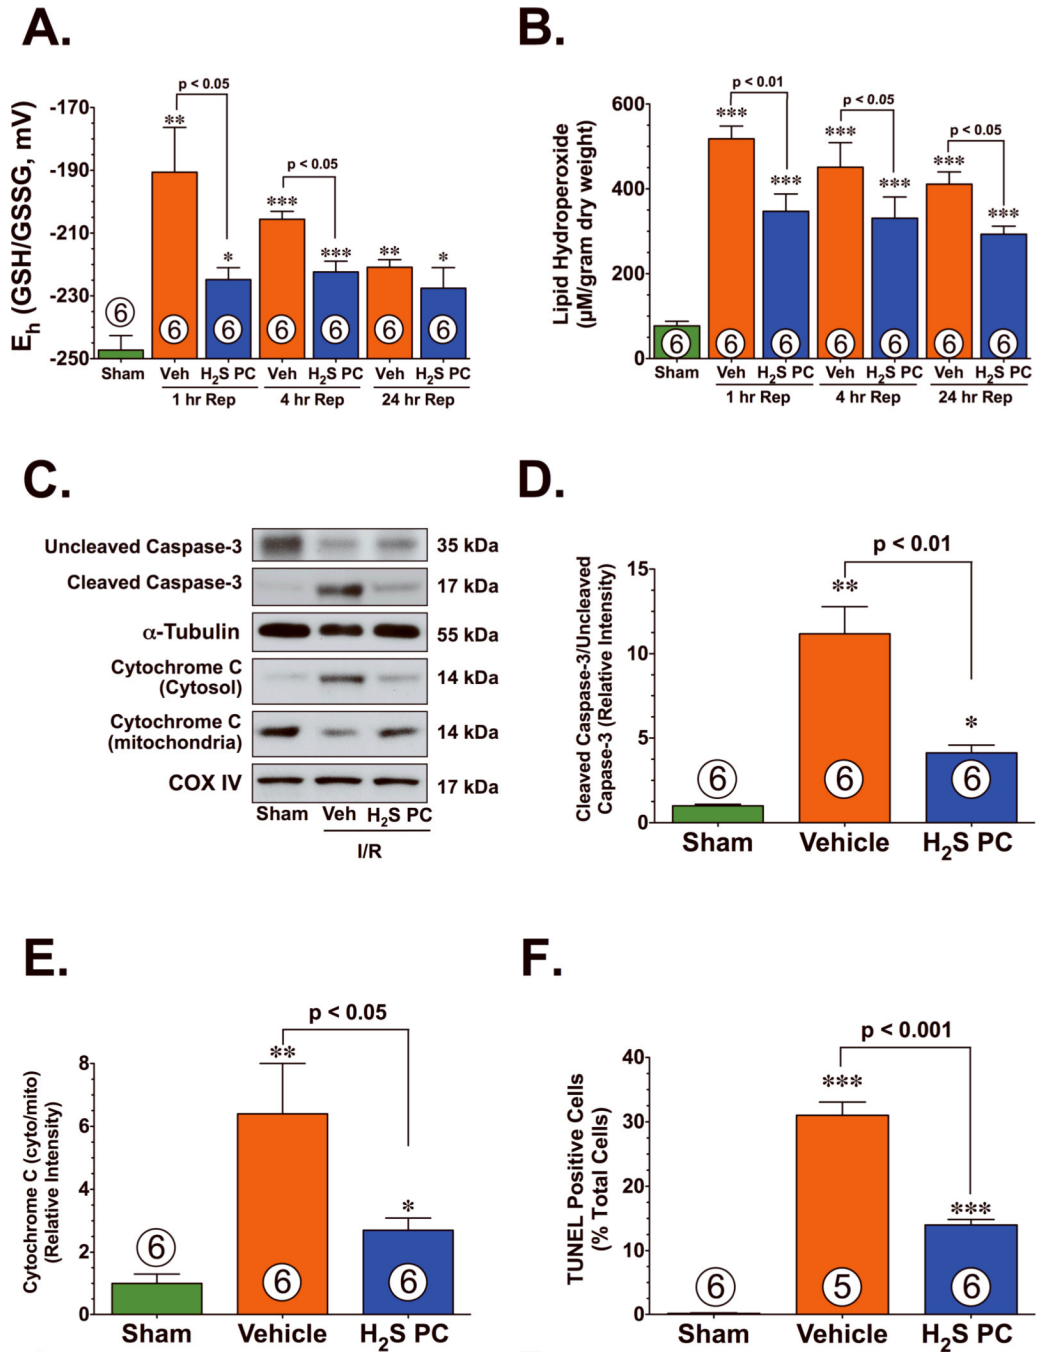 A.
Eh (GSH/GSSG, mV)
-170
-190
-210
-230
-250
p < 0.05
p < 0.05
**
*
***
***
**
*
6
6
6
6
6
6
6
Sham Veh H2S PC Veh H2S PC Veh H2S PC
1 hr Rep 4 hr Rep 24 hr Rep
B.
Lipid Hydroperoxide
(µM/gram dry weight)
600
400
200
0
p < 0.01
p < 0.05
p < 0.05
***
***
***
***
***
***
6
6
6
6
6
6
6
Sham Veh H2S PC Veh H2S PC Veh H2S PC
1 hr Rep 4 hr Rep 24 hr Rep
C.
Uncleaved Caspase-3 35 kDa
Cleaved Caspase-3 17 kDa
α-Tubulin 55 kDa
Cytochrome C
(Cytosol) 14 kDa
Cytochrome C
(mitochondria) 14 kDa
COX IV 17 kDa
Sham Veh H2S PC
I/R
D.
Cleaved Caspase-3/Uncleaved
Capase-3 (Relative Intensity)
15
10
5
0
p < 0.01
**
*
6
6
6
Sham Vehicle H2S PC
E.
Cytochrome C (cyto/mito)
(Relative Intensity)
8
6
4
2
0
p < 0.05
**
*
6
6
6
Sham Vehicle H2S PC
F.
TUNEL Positive Cells
(% Total Cells)
40
30
20
10
0
p < 0.001
***
***
6
5
6
Sham Vehicle H2S PC